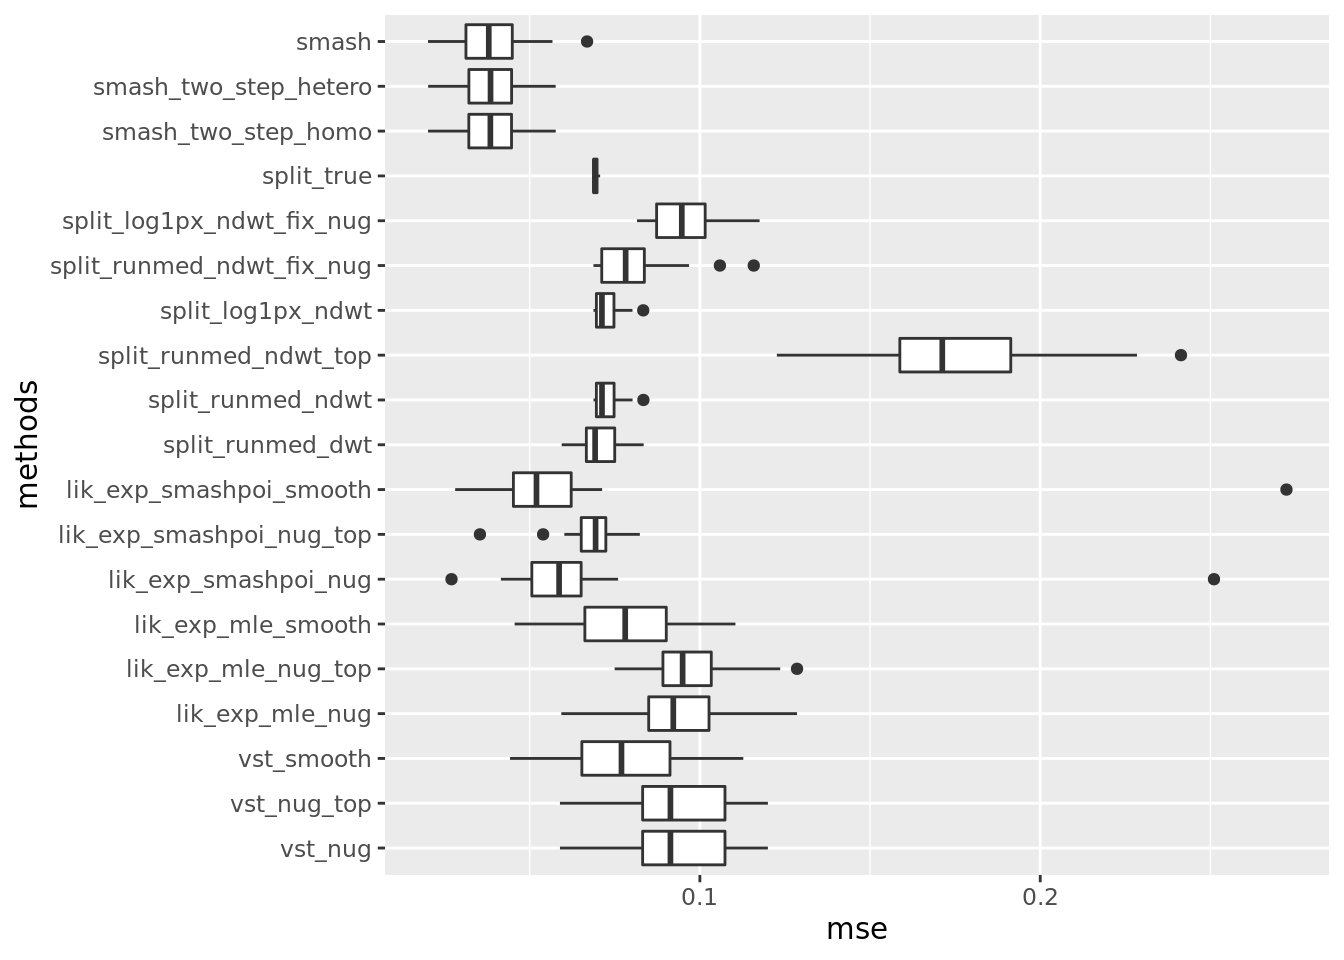 smash
smash_two_step_hetero
smash_two_step_homo
split_true
split_log1px_ndwt_fix_nug
split_runmed_ndwt_fix_nug
split_log1px_ndwt
split_runmed_ndwt_top
split_runmed_ndwt
split_runmed_dwt
lik_exp_smashpoi_smooth
lik_exp_smashpoi_nug_top
lik_exp_smashpoi_nug
lik_exp_mle_smooth
lik_exp_mle_nug_top
lik_exp_mle_nug
vst_smooth
vst_nug_top
vst_nug
methods
0.1
0.2
mse